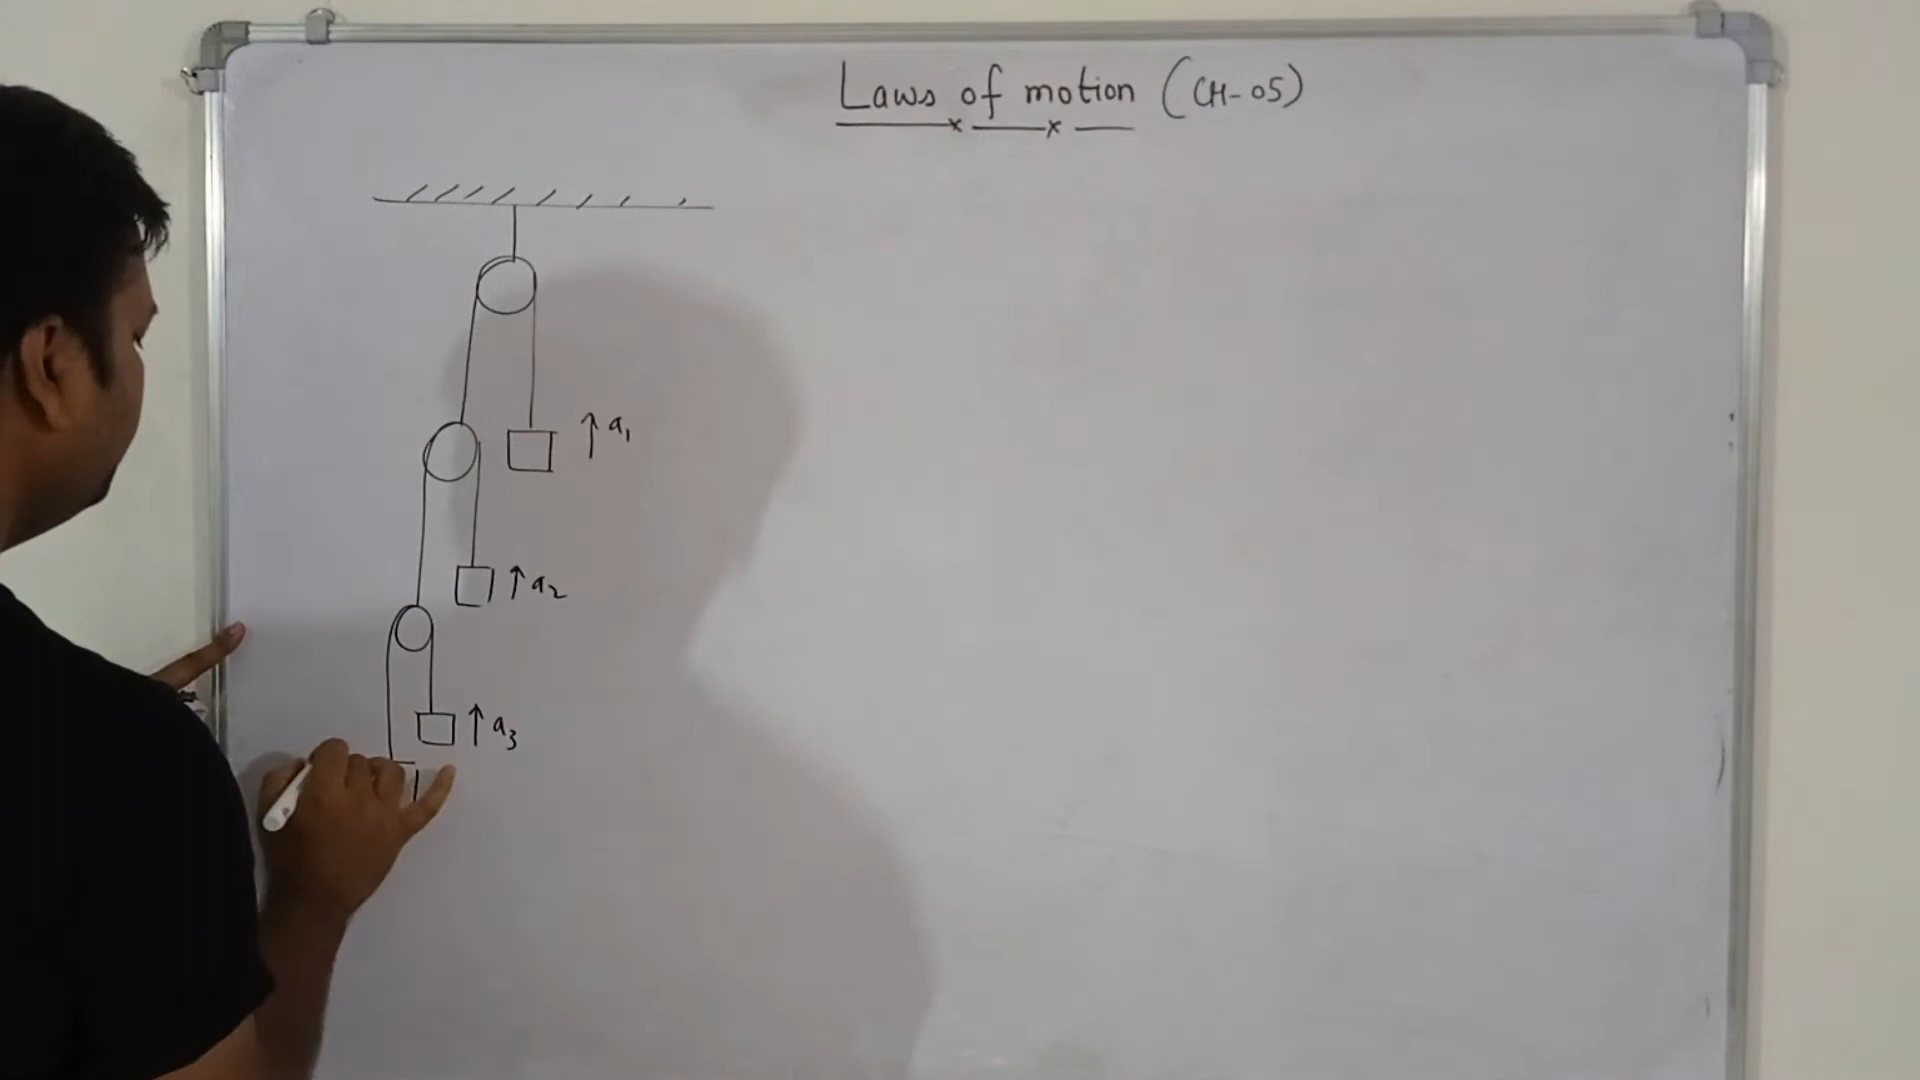 Laws of motion (CH-05)
↑a₁
↑a₂
↑a₃